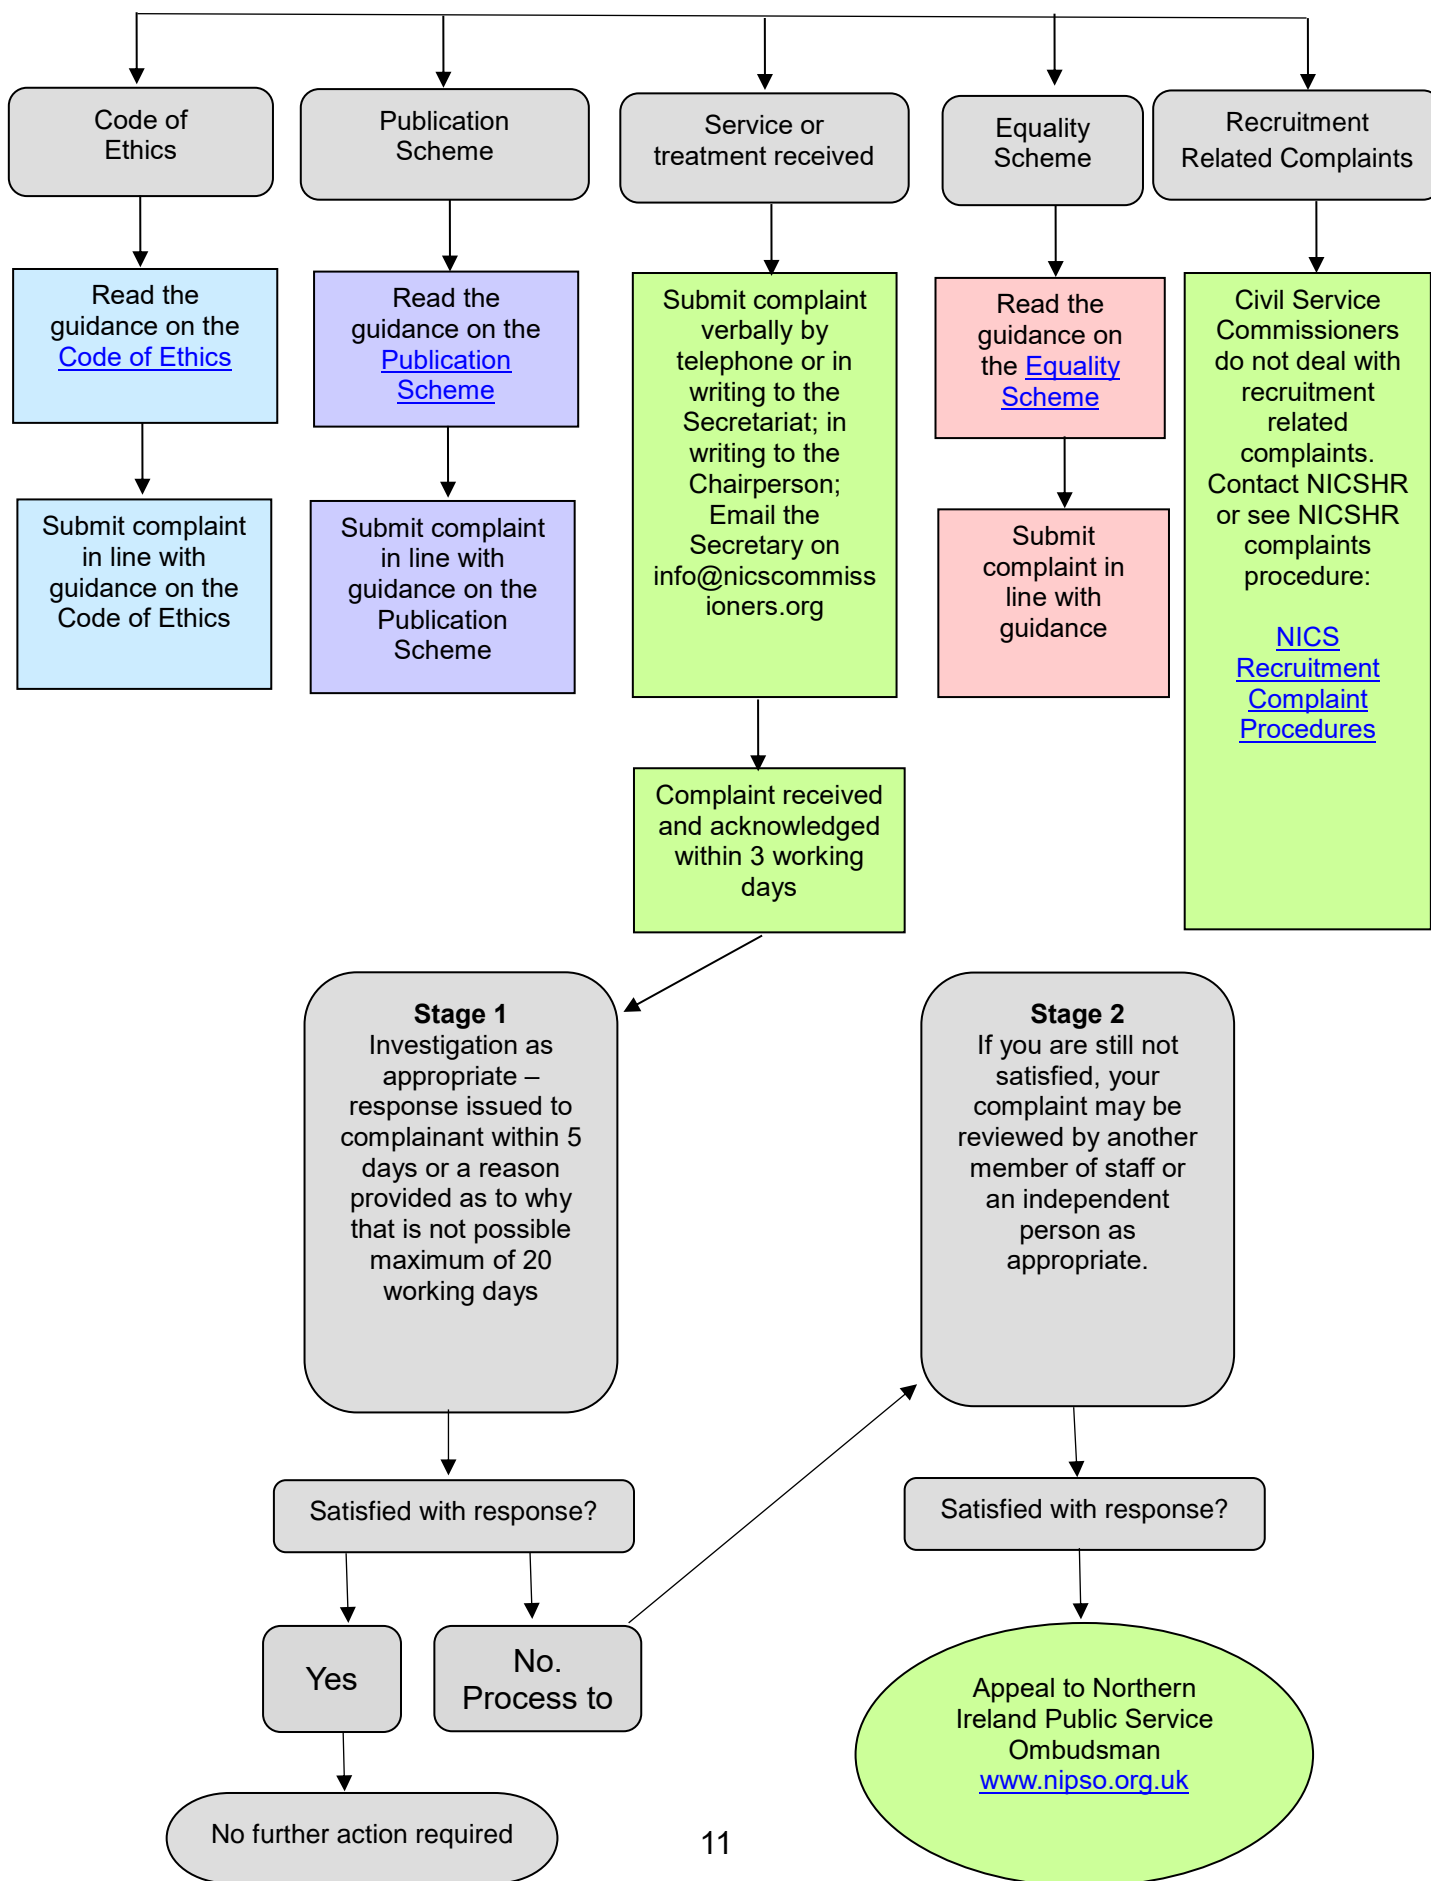 Code of
Ethics
Publication
Scheme
Service or
treatment received
Equality
Scheme
Recruitment
Related Complaints
Read the
guidance on the
Code of Ethics
Read the
guidance on the
Publication
Scheme
Submit complaint
verbally by
telephone or in
writing to the
Secretariat; in
writing to the
Chairperson;
Email the
Secretary on
info@nicscommiss
ioners.org
Read the
guidance on
the Equality
Scheme
Civil Service
Commissioners
do not deal with
recruitment
related
complaints.
Contact NICSHR
or see NICSHR
complaints
procedure:
NICS
Recruitment
Complaint
Procedures
Submit complaint
in line with
guidance on the
Code of Ethics
Submit complaint
in line with
guidance on the
Publication
Scheme
Submit
complaint in
line with
guidance
Complaint received
and acknowledged
within 3 working
days
Stage 1
Investigation as
appropriate –
response issued to
complainant within 5
days or a reason
provided as to why
that is not possible
maximum of 20
working days
Stage 2
If you are still not
satisfied, your
complaint may be
reviewed by another
member of staff or
an independent
person as
appropriate.
Satisfied with response?
Satisfied with response?
Yes
No.
Process to
Appeal to Northern
Ireland Public Service
Ombudsman
www.nipso.org.uk
No further action required
11